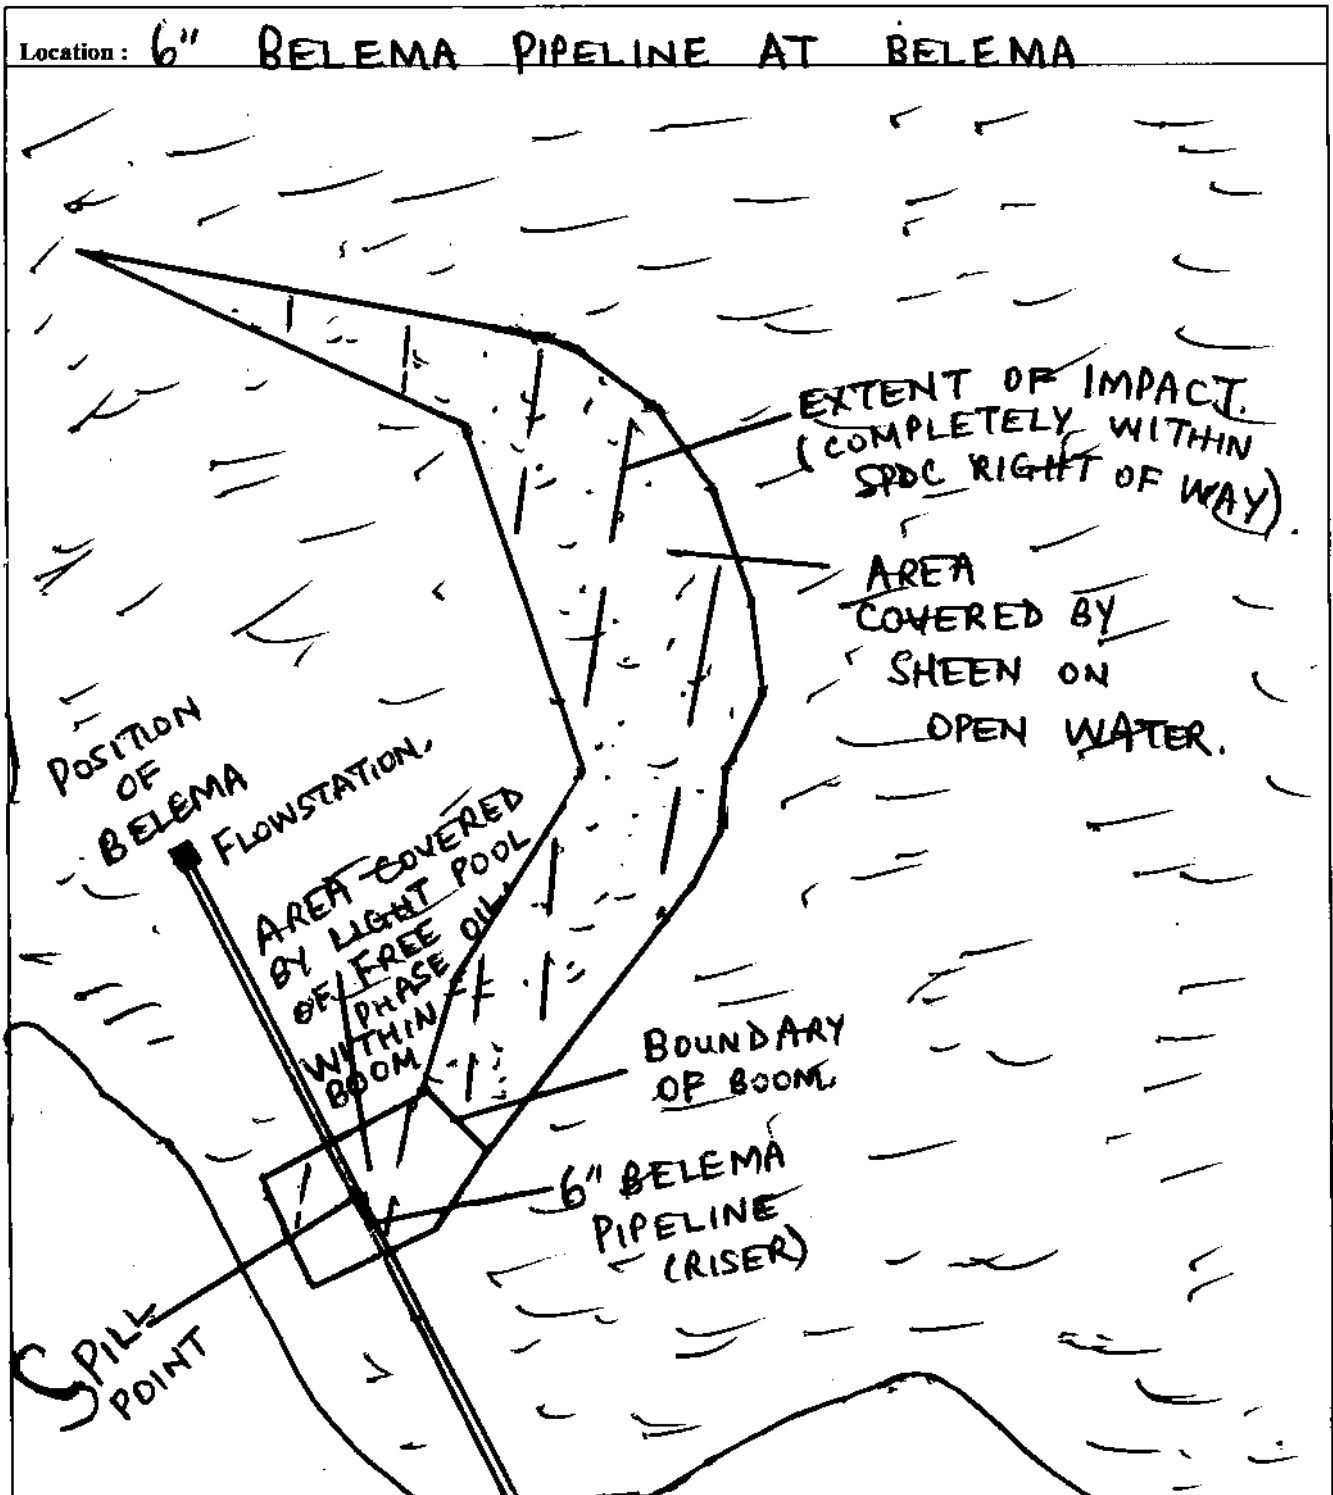 Location : 6" BELEMA PIPELINE AT BELEMA
EXTENT OF IMPACT.
(COMPLETELY WITHIN
SPDC RIGHT OF WAY).
AREA
COVERED BY
SHEEN ON
OPEN WATER.
POSITION
OF
BELEMA
FLOWSTATION.
AREA COVERED
BY LIGHT POOL
OF FREE OIL.
PHASE
WITHIN
BOOM
BOUNDARY
OF BOOM.
6" BELEMA
PIPELINE
(RISER)
SPILL
POINT